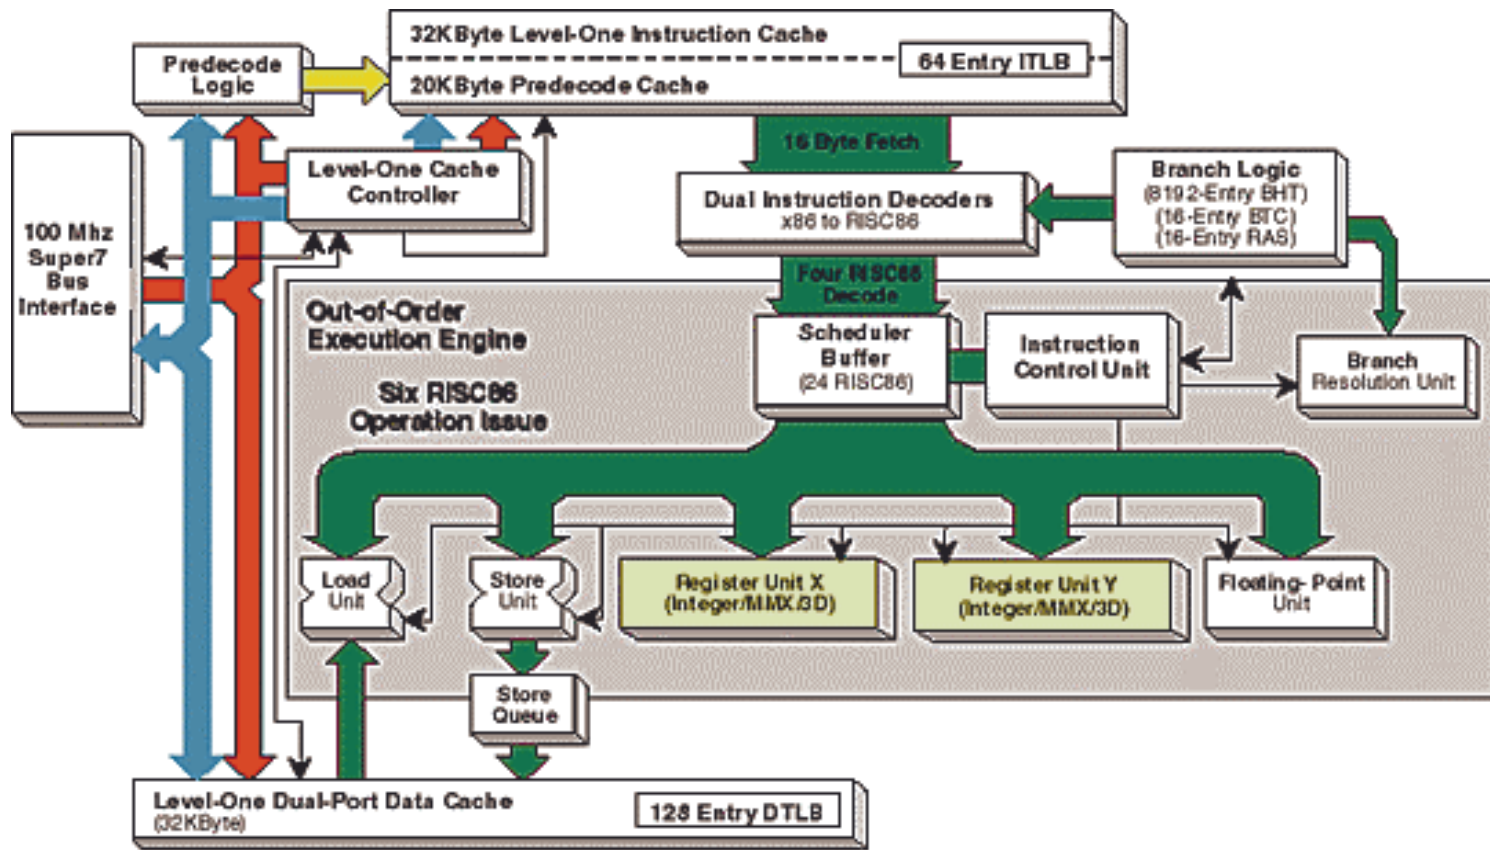 32KByte Level-One Instruction Cache
64 Entry ITLB
20KByte Predecode Cache
Predecode
Logic
16 Byte Fetch
Level-One Cache
Controller
Dual Instruction Decoders
x86 to RISC86
Branch Logic
(8192-Entry BHT)
(16-Entry BTC)
(16-Entry RAS)
100 Mhz
Super7
Bus
Interface
Four RISC86
Decode
Out-of-Order
Execution Engine
Scheduler
Buffer
(24 RISC86)
Instruction
Control Unit
Branch
Resolution Unit
Six RISC86
Operation Issue
Load
Unit
Store
Unit
Register Unit X
(Integer/MMX/3D)
Register Unit Y
(Integer/MMX/3D)
Floating- Point
Unit
Store
Queue
Level-One Dual-Port Data Cache
(32KByte)
128 Entry DTLB